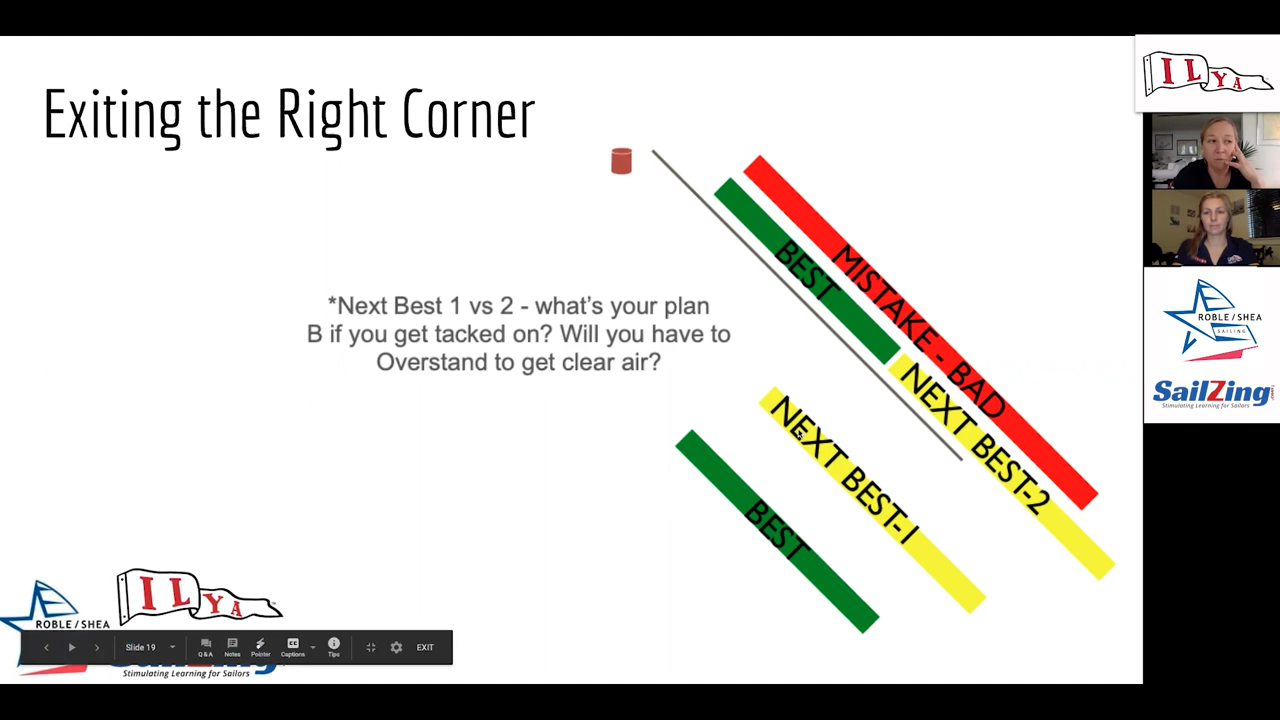 Exiting the Right Corner
*Next Best 1 vs 2 - what's your plan
B if you get tacked on? Will you have to
Overstand to get clear air?
MISTAKE - BAD
BEST
NEXT BEST-2
NEXT BEST-1
BEST
ILYA
ROBLE/SHEA
SAILING
SailZing
Stimulating Learning for Sailors
ILYA
ROBLE/SHEA
Slide 19
Q&A
Notes
Pointer
Captions
Tips
EXIT
Stimulating Learning for Sailors